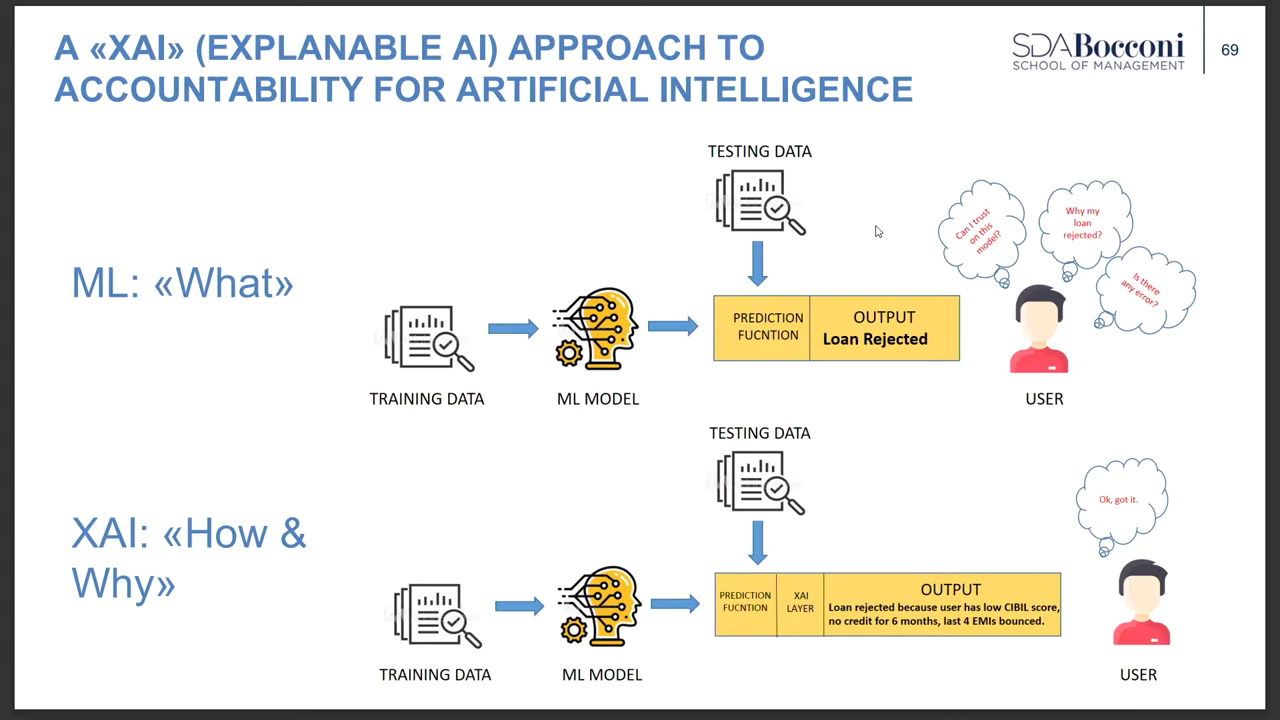 A «XAI» (EXPLANABLE AI) APPROACH TO
ACCOUNTABILITY FOR ARTIFICIAL INTELLIGENCE
SDA Bocconi
SCHOOL OF MANAGEMENT
69
ML: «What»
TESTING DATA
TRAINING DATA
ML MODEL
PREDICTION
FUCNTION
OUTPUT
Loan Rejected
Can I trust
on this
model?
Why my
loan
rejected?
Is there
any error?
USER
XAI: «How &
Why»
TESTING DATA
TRAINING DATA
ML MODEL
PREDICTION
FUCNTION
XAI
LAYER
OUTPUT
Loan rejected because user has low CIBIL score,
no credit for 6 months, last 4 EMIs bounced.
Ok, got it.
USER